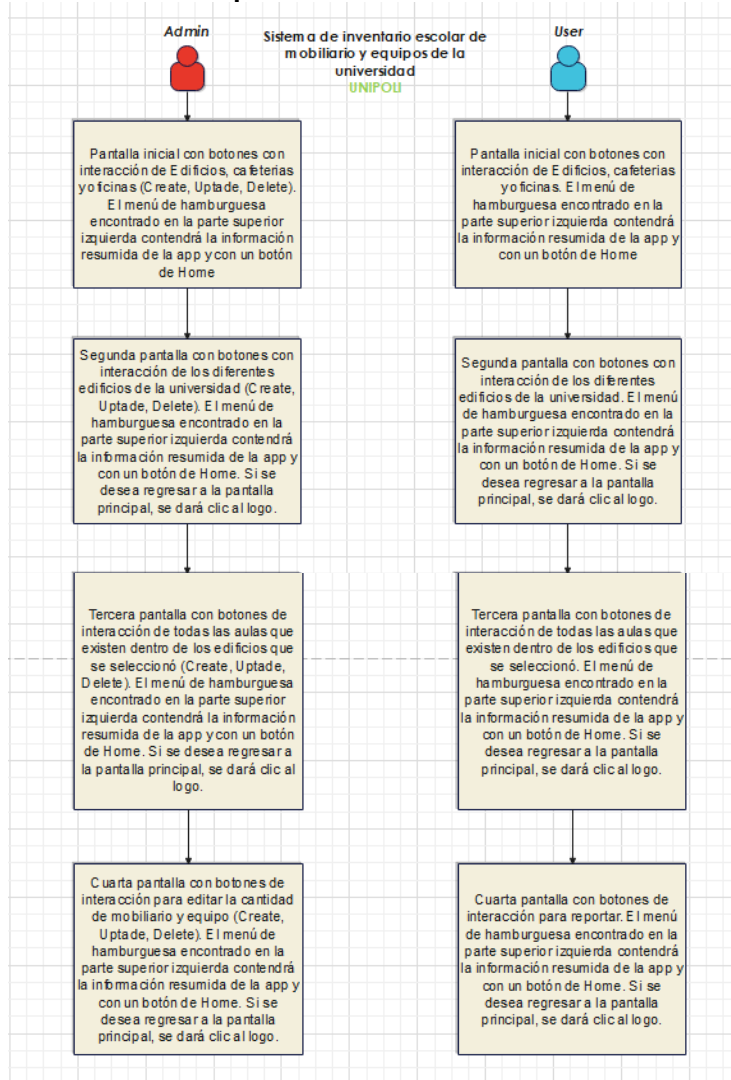 Admin
Sistema de inventario escolar de
mobiliario y equipos de la
universidad
UNIPOLI
User
Pantalla inicial con botones con
interacción de Edificios, cafeterias
y oficinas (Create, Uptade, Delete).
El menú de hamburguesa
encontrado en la parte superior
izquierda contendrá la información
resumida de la app y con un botón
de Home
Pantalla inicial con botones con
interacción de Edificios, cafeterias
y oficinas. El menú de
hamburguesa encontrado en la
parte superior izquierda contendrá
la información resumida de la app y
con un botón de Home
Segunda pantalla con botones con
interacción de los diferentes
edificios de la universidad (Create,
Uptade, Delete). El menú de
hamburguesa encontrado en la
parte superior izquierda contendrá
la información resumida de la app y
con un botón de Home. Si se
desea regresar a la pantalla
principal, se dará clic al logo.
Segunda pantalla con botones con
interacción de los diferentes
edificios de la universidad. El menú
de hamburguesa encontrado en la
parte superior izquierda contendrá
la información resumida de la app y
con un botón de Home. Si se
desea regresar a la pantalla
principal, se dará clic al logo.
Tercera pantalla con botones de
interacción de todas las aulas que
existen dentro de los edificios que
se seleccionó (Create, Uptade,
Delete). El menú de hamburguesa
encontrado en la parte superior
izquierda contendrá la información
resumida de la app y con un botón
de Home. Si se desea regresar a
la pantalla principal, se dará clic al
logo.
Tercera pantalla con botones de
interacción de todas las aulas que
existen dentro de los edificios que
se seleccionó. El menú de
hamburguesa encontrado en la
parte superior izquierda contendrá
la información resumida de la app y
con un botón de Home. Si se
desea regresar a la pantalla
principal, se dará clic al logo.
Cuarta pantalla con botones de
interacción para editar la cantidad
de mobiliario y equipo (Create,
Uptade, Delete). El menú de
hamburguesa encontrado en la
parte superior izquierda contendrá
la información resumida de la app y
con un botón de Home. Si se
desea regresar a la pantalla
principal, se dará clic al logo.
Cuarta pantalla con botones de
interacción para reportar. El menú
de hamburguesa encontrado en la
parte superior izquierda contendrá
la información resumida de la app y
con un botón de Home. Si se
desea regresar a la pantalla
principal, se dará clic al logo.